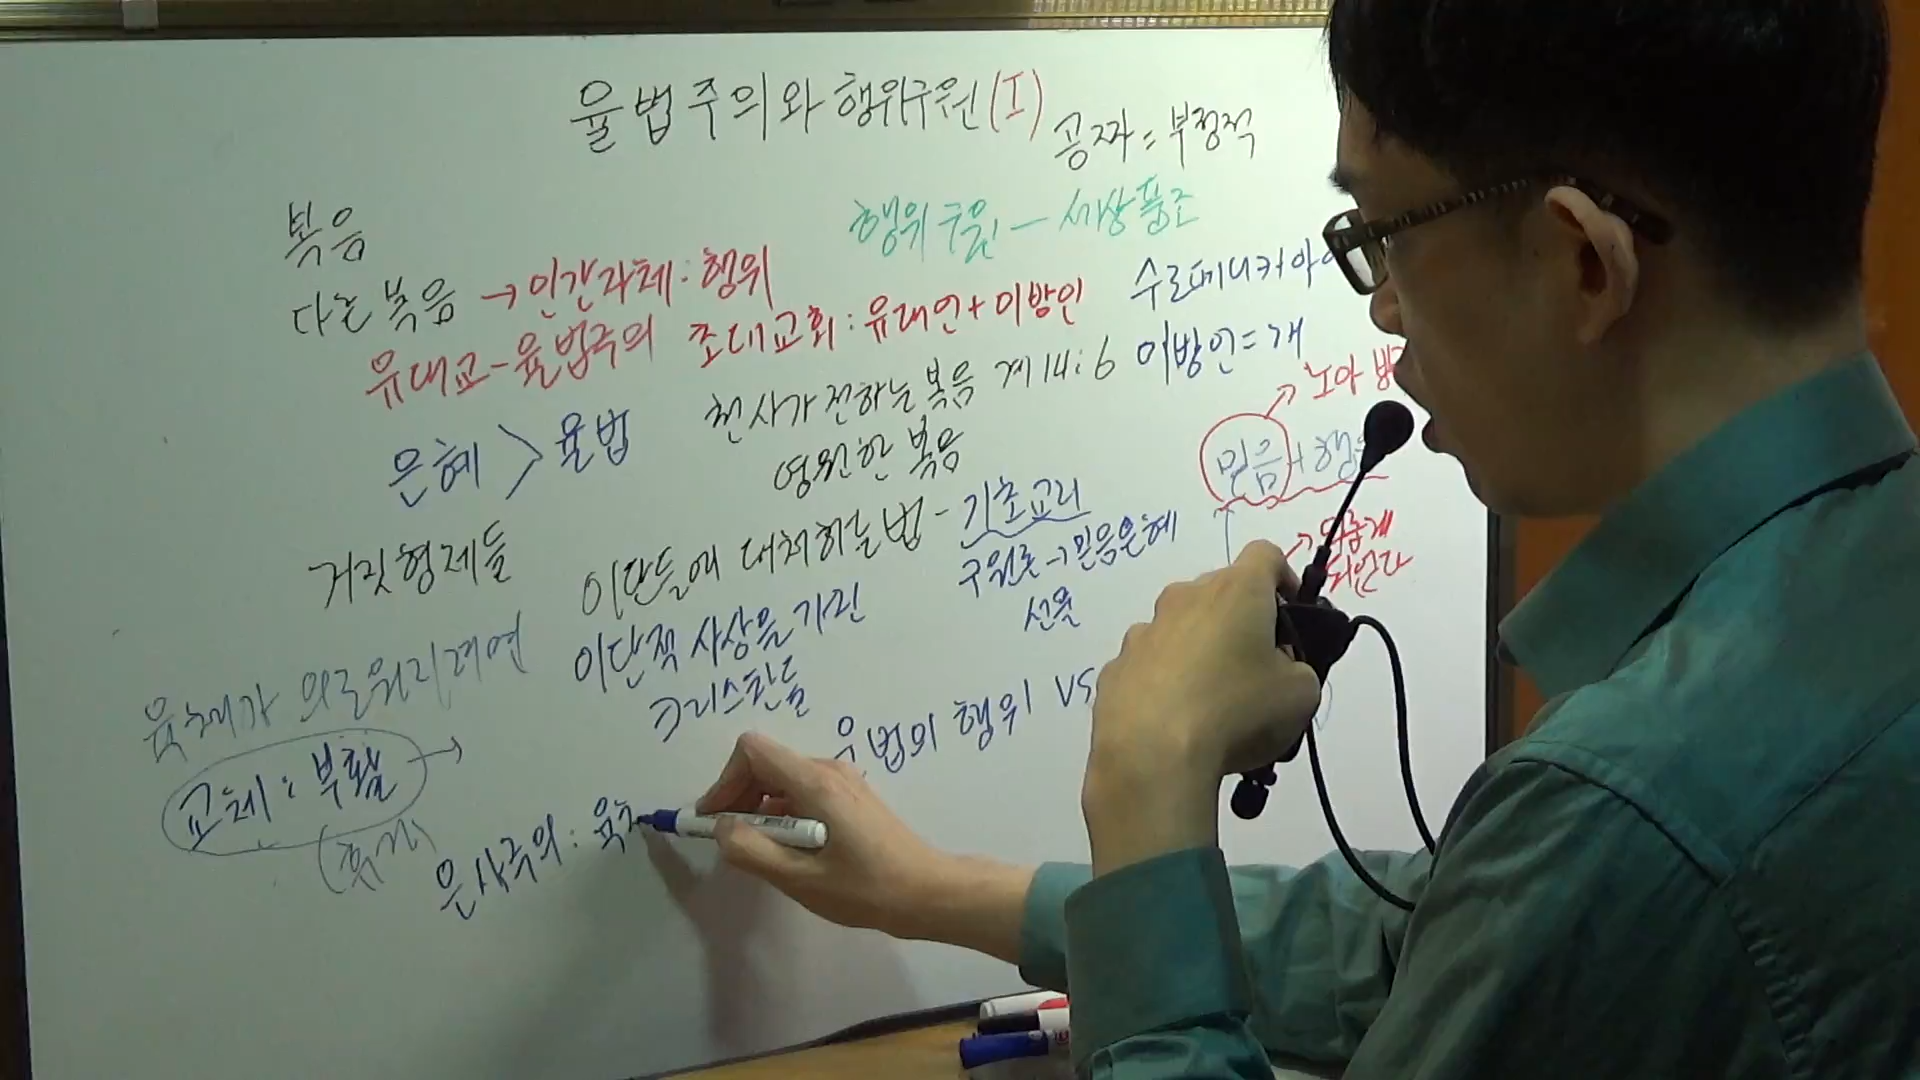 율법주의와 행위구원(I)
공짜 = 부정적
복음
행위구원 - 세상풍조
다른 복음 → 인간자체 : 행위
수로페니키아
유대교-율법주의
초대교회 : 유대인 + 이방인
이방인 = 개
천사가 전하는 복음 계 14:6
→ 노아
은혜 > 율법
영원한 복음
믿음 + 행
거짓형제들
이단들에 대처하는 법 - 기초교리
구원론 → 믿음은혜
선물
이단적 사상을 가진
크리스찬들
육체가 의로워지려면
율법의 행위 VS
교체 : 부활 →
은사주의 : 육